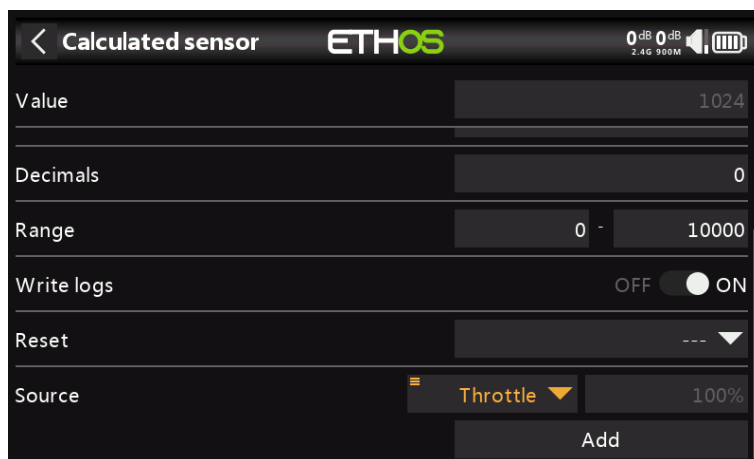 Calculated sensor ETHOS 0dB 0dB
2.4G 900M
Value 1024
Decimals 0
Range 0 - 10000
Write logs OFF ON
Reset ---
Source Throttle 100%
Add